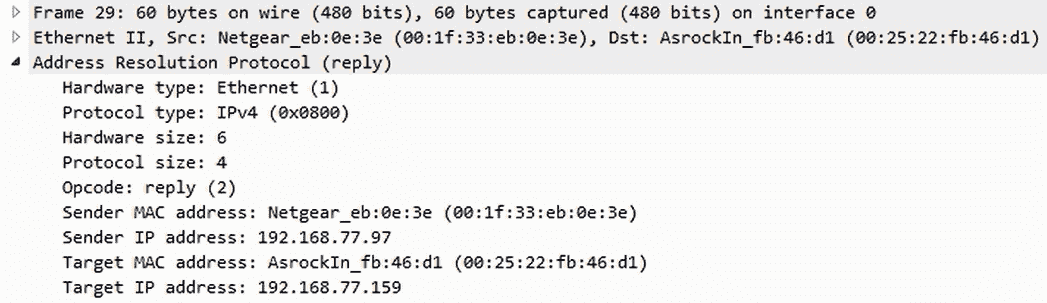 Frame 29: 60 bytes on wire (480 bits), 60 bytes captured (480 bits) on interface 0
Ethernet II, Src: Netgear_eb:0e:3e (00:1f:33:eb:0e:3e), Dst: AsrockIn_fb:46:d1 (00:25:22:fb:46:d1)
Address Resolution Protocol (reply)
Hardware type: Ethernet (1)
Protocol type: IPv4 (0x0800)
Hardware size: 6
Protocol size: 4
Opcode: reply (2)
Sender MAC address: Netgear_eb:0e:3e (00:1f:33:eb:0e:3e)
Sender IP address: 192.168.77.97
Target MAC address: AsrockIn_fb:46:d1 (00:25:22:fb:46:d1)
Target IP address: 192.168.77.159